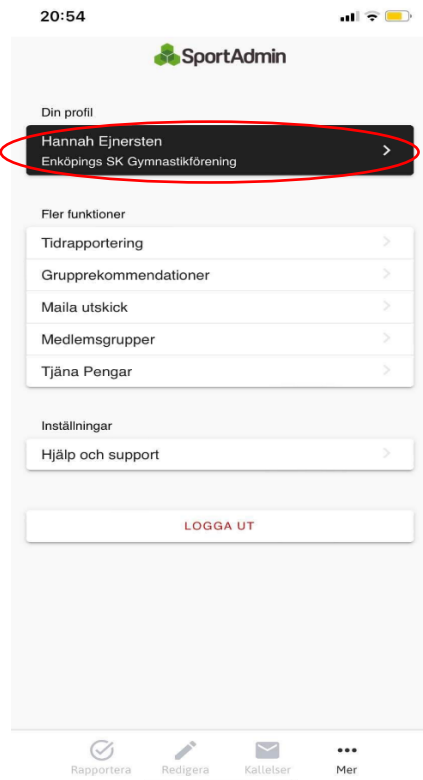 20:54
SportAdmin
Din profil
Hannah Ejnersten
Enköpings SK Gymnastikförening
Fler funktioner
Tidrapportering
Grupprekommendationer
Maila utskick
Medlemsgrupper
Tjäna Pengar
Inställningar
Hjälp och support
LOGGA UT
Rapportera Redigera Kallelser Mer